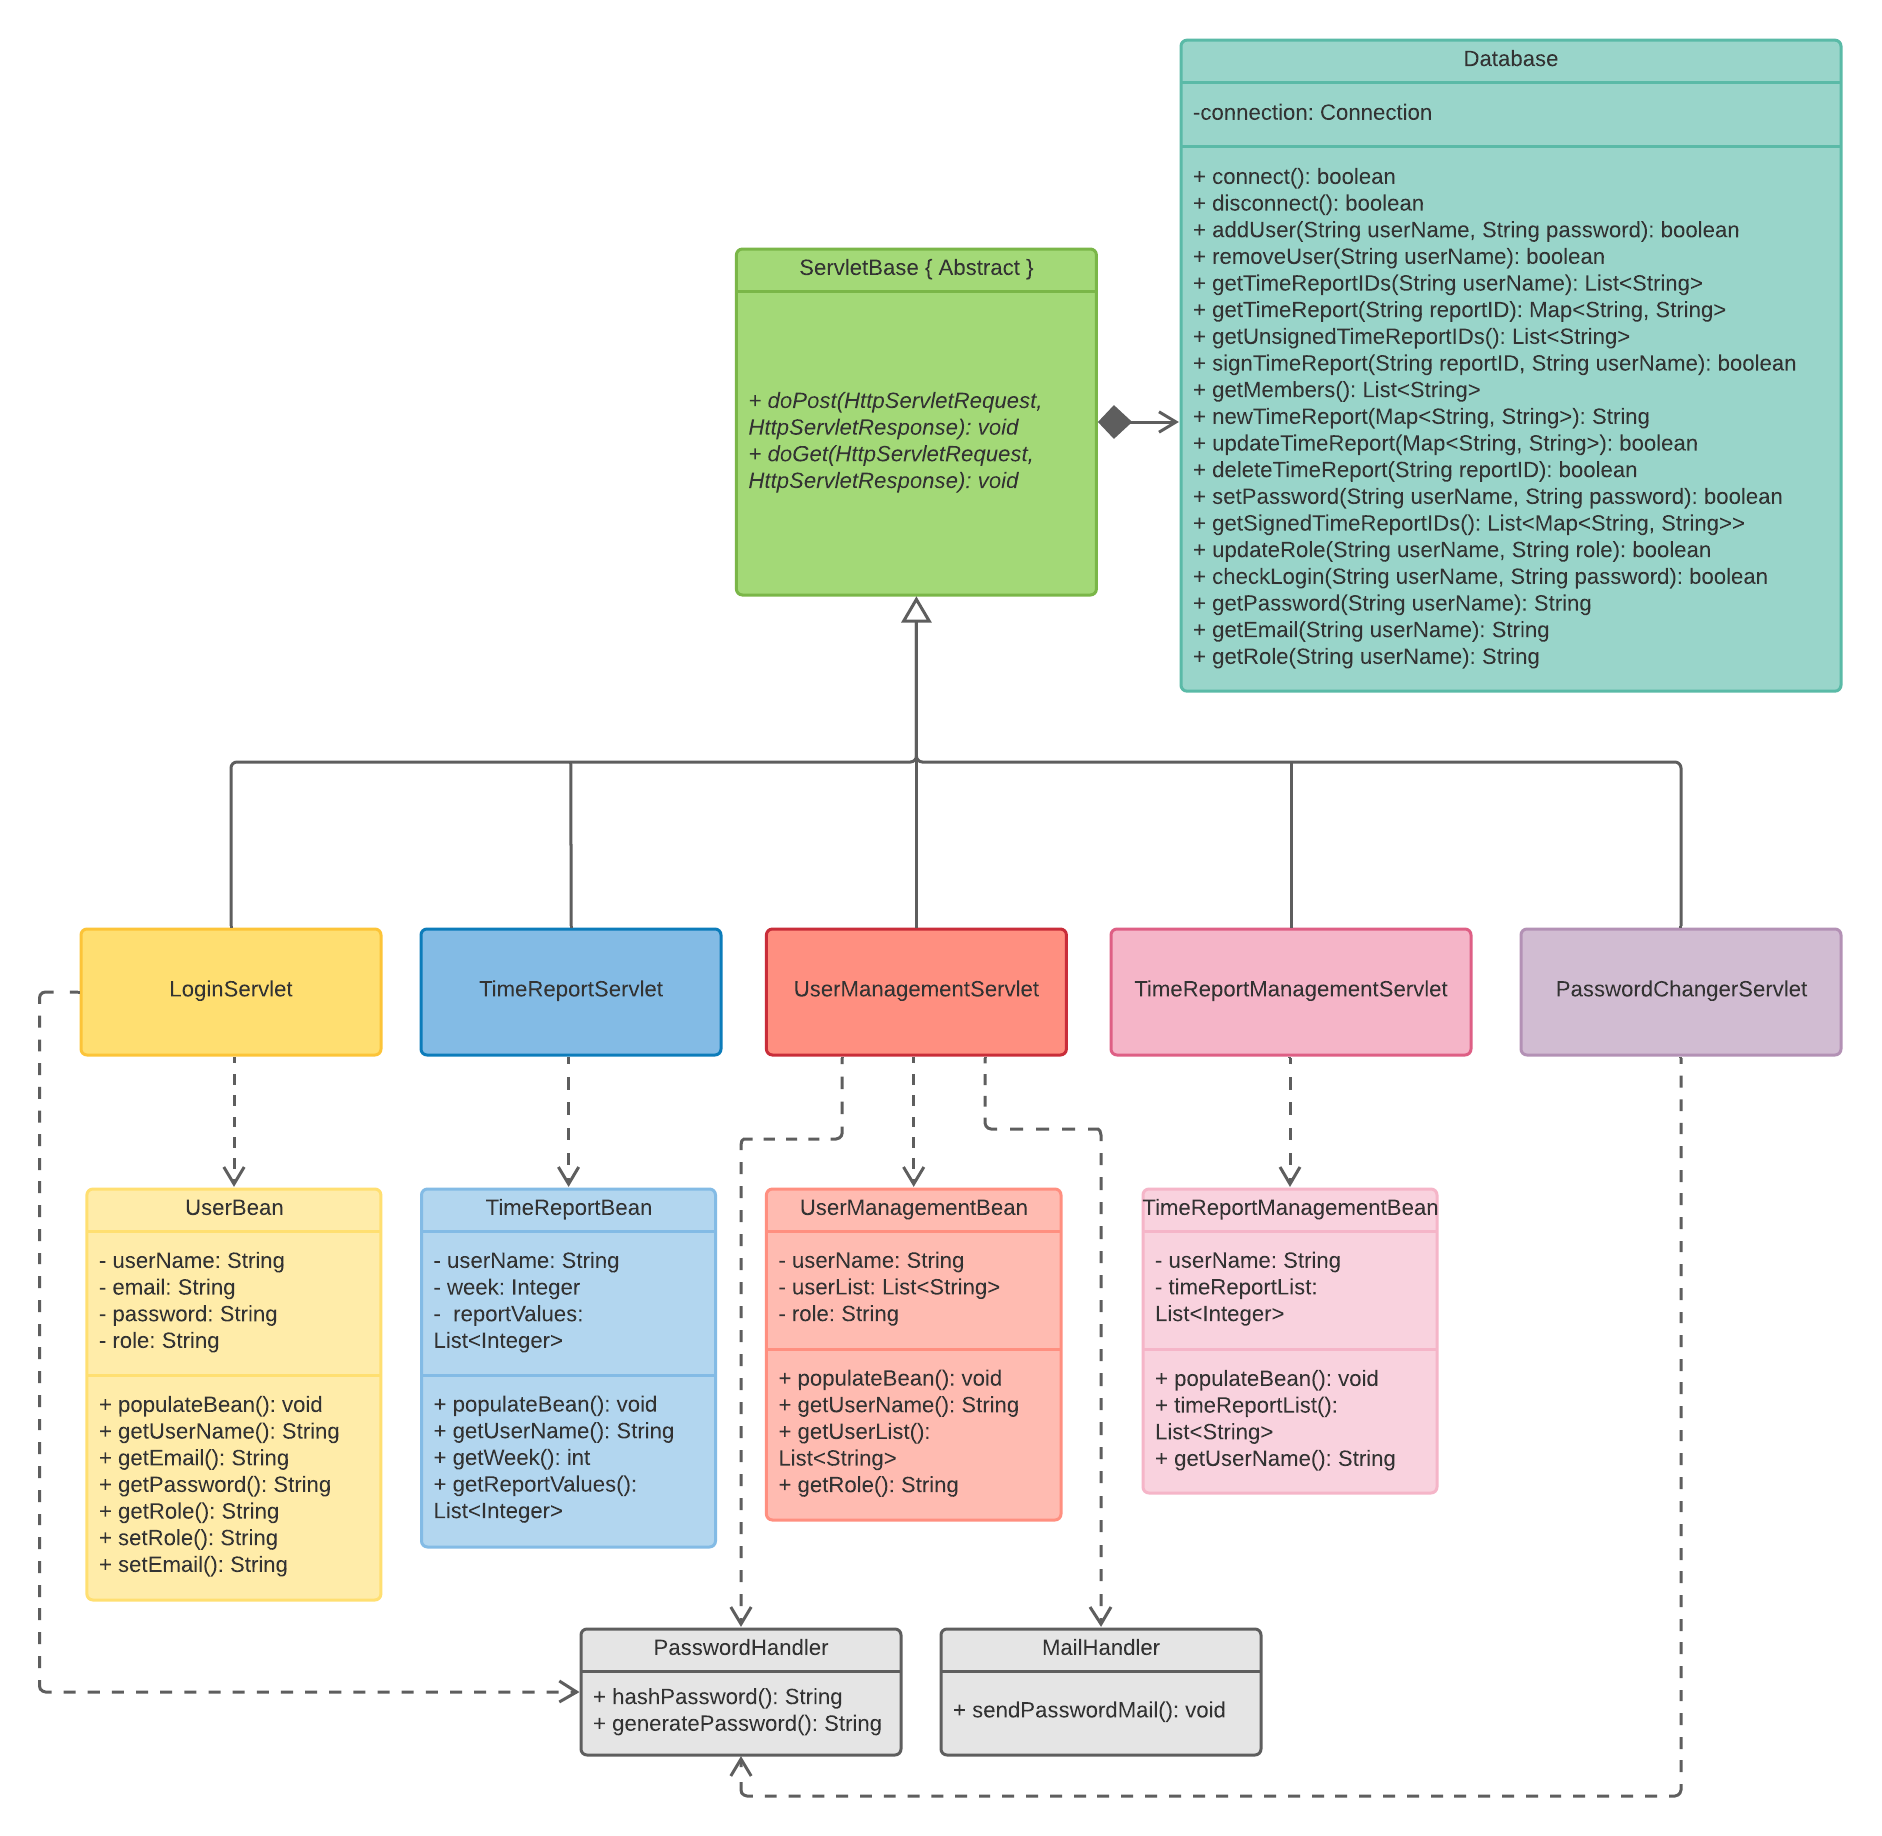 Database
-connection: Connection
+ connect(): boolean
+ disconnect(): boolean
+ addUser(String userName, String password): boolean
+ removeUser(String userName): boolean
+ getTimeReportIDs(String userName): List<String>
+ getTimeReport(String reportID): Map<String, String>
+ getUnsignedTimeReportIDs(): List<String>
+ signTimeReport(String reportID, String userName): boolean
+ getMembers(): List<String>
+ newTimeReport(Map<String, String>): String
+ updateTimeReport(Map<String, String>): boolean
+ deleteTimeReport(String reportID): boolean
+ setPassword(String userName, String password): boolean
+ getSignedTimeReportIDs(): List<Map<String, String>>
+ updateRole(String userName, String role): boolean
+ checkLogin(String userName, String password): boolean
+ getPassword(String userName): String
+ getEmail(String userName): String
+ getRole(String userName): String
ServletBase { Abstract }
+ doPost(HttpServletRequest,
HttpServletResponse): void
+ doGet(HttpServletRequest,
HttpServletResponse): void
LoginServlet
TimeReportServlet
UserManagementServlet
TimeReportManagementServlet
PasswordChangerServlet
UserBean
- userName: String
- email: String
- password: String
- role: String
+ populateBean(): void
+ getUserName(): String
+ getEmail(): String
+ getPassword(): String
+ getRole(): String
+ setRole(): String
+ setEmail(): String
TimeReportBean
- userName: String
- week: Integer
-  reportValues:
List<Integer>
+ populateBean(): void
+ getUserName(): String
+ getWeek(): int
+ getReportValues():
List<Integer>
UserManagementBean
- userName: String
- userList: List<String>
- role: String
+ populateBean(): void
+ getUserName(): String
+ getUserList():
List<String>
+ getRole(): String
TimeReportManagementBean
- userName: String
- timeReportList:
List<Integer>
+ populateBean(): void
+ timeReportList():
List<String>
+ getUserName(): String
PasswordHandler
+ hashPassword(): String
+ generatePassword(): String
MailHandler
+ sendPasswordMail(): void